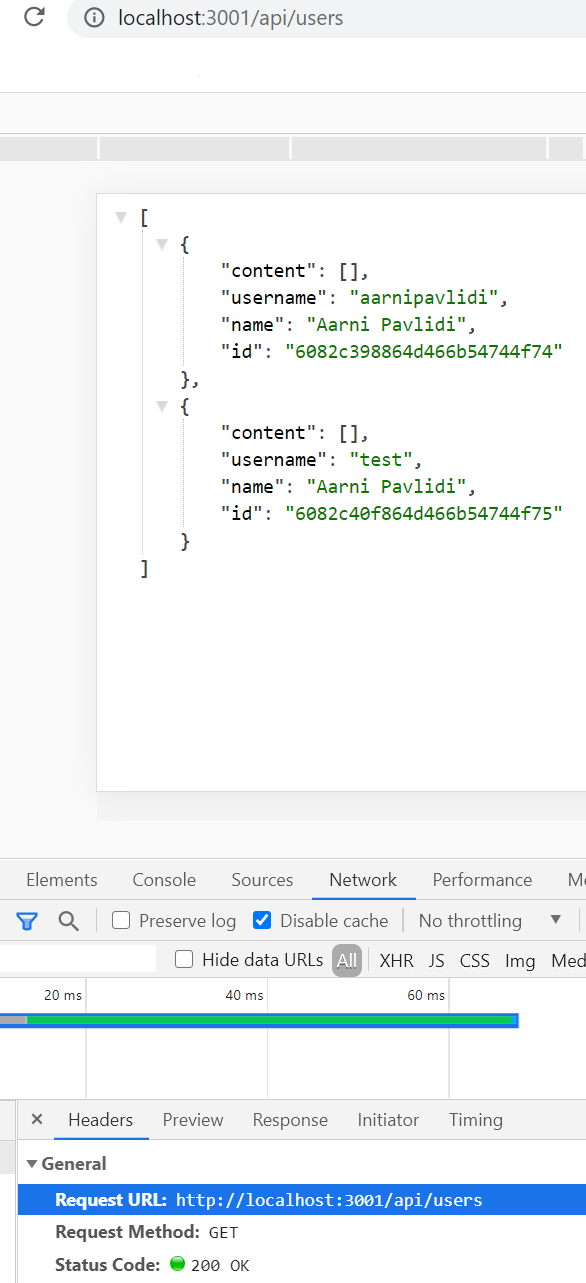 localhost:3001/api/users
[
{
"content": [],
"username": "aarnipavlidi",
"name": "Aarni Pavlidi",
"id": "6082c398864d466b54744f74"
},
{
"content": [],
"username": "test",
"name": "Aarni Pavlidi",
"id": "6082c40f864d466b54744f75"
}
]
Elements Console Sources Network Performance
Preserve log Disable cache No throttling
Hide data URLs All XHR JS CSS Img Med
20 ms 40 ms 60 ms
× Headers Preview Response Initiator Timing
General
Request URL: http://localhost:3001/api/users
Request Method: GET
Status Code: 200 OK